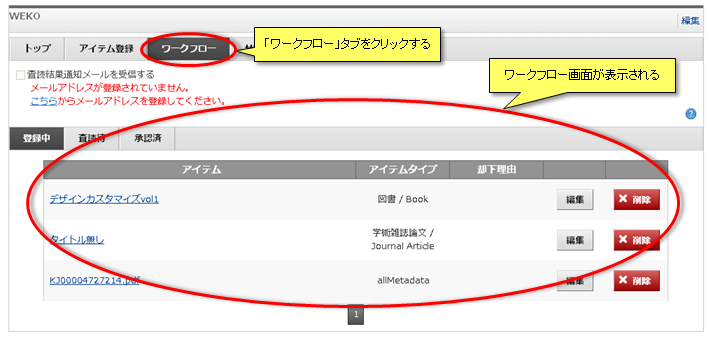 WEKO
編集
トップ アイテム登録 ワークフロー
「ワークフロー」タブをクリックする
査読結果通知メールを受信する
メールアドレスが登録されていません。
こちらからメールアドレスを登録してください。
ワークフロー画面が表示される
?
登録中 査読待 承認済
アイテム アイテムタイプ 却下理由
デザインカスタマイズvol1 図書 / Book 編集 削除
タイトル無し 学術雑誌論文 /
Journal Article 編集 削除
KJ00004727214.pdf allMetadata 編集 削除
1